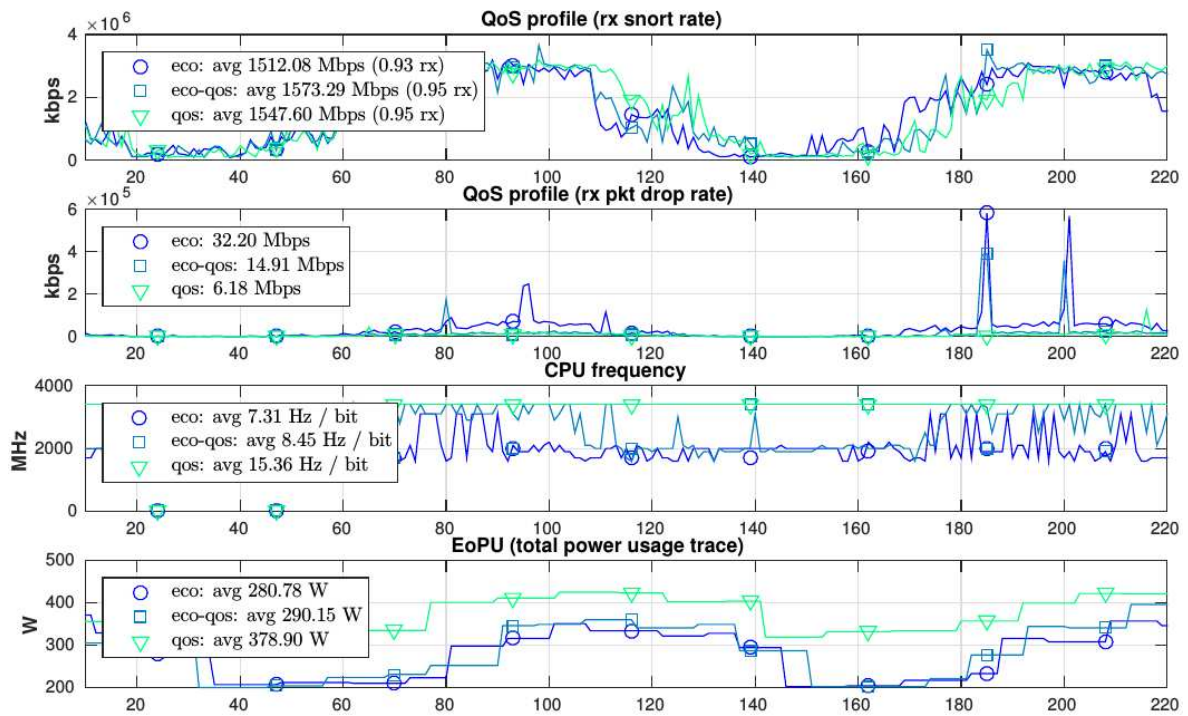 QoS profile (rx snort rate)
×10⁶
4
2
0
kbps
eco: avg 1512.08 Mbps (0.93 rx)
eco-qos: avg 1573.29 Mbps (0.95 rx)
qos: avg 1547.60 Mbps (0.95 rx)
20 40 60 80 100 120 140 160 180 200 220
QoS profile (rx pkt drop rate)
×10⁵
6
4
2
0
kbps
eco: 32.20 Mbps
eco-qos: 14.91 Mbps
qos: 6.18 Mbps
20 40 60 80 100 120 140 160 180 200 220
CPU frequency
4000
2000
0
MHz
eco: avg 7.31 Hz / bit
eco-qos: avg 8.45 Hz / bit
qos: avg 15.36 Hz / bit
20 40 60 80 100 120 140 160 180 200 220
EoPU (total power usage trace)
500
400
300
200
W
eco: avg 280.78 W
eco-qos: avg 290.15 W
qos: avg 378.90 W
20 40 60 80 100 120 140 160 180 200 220